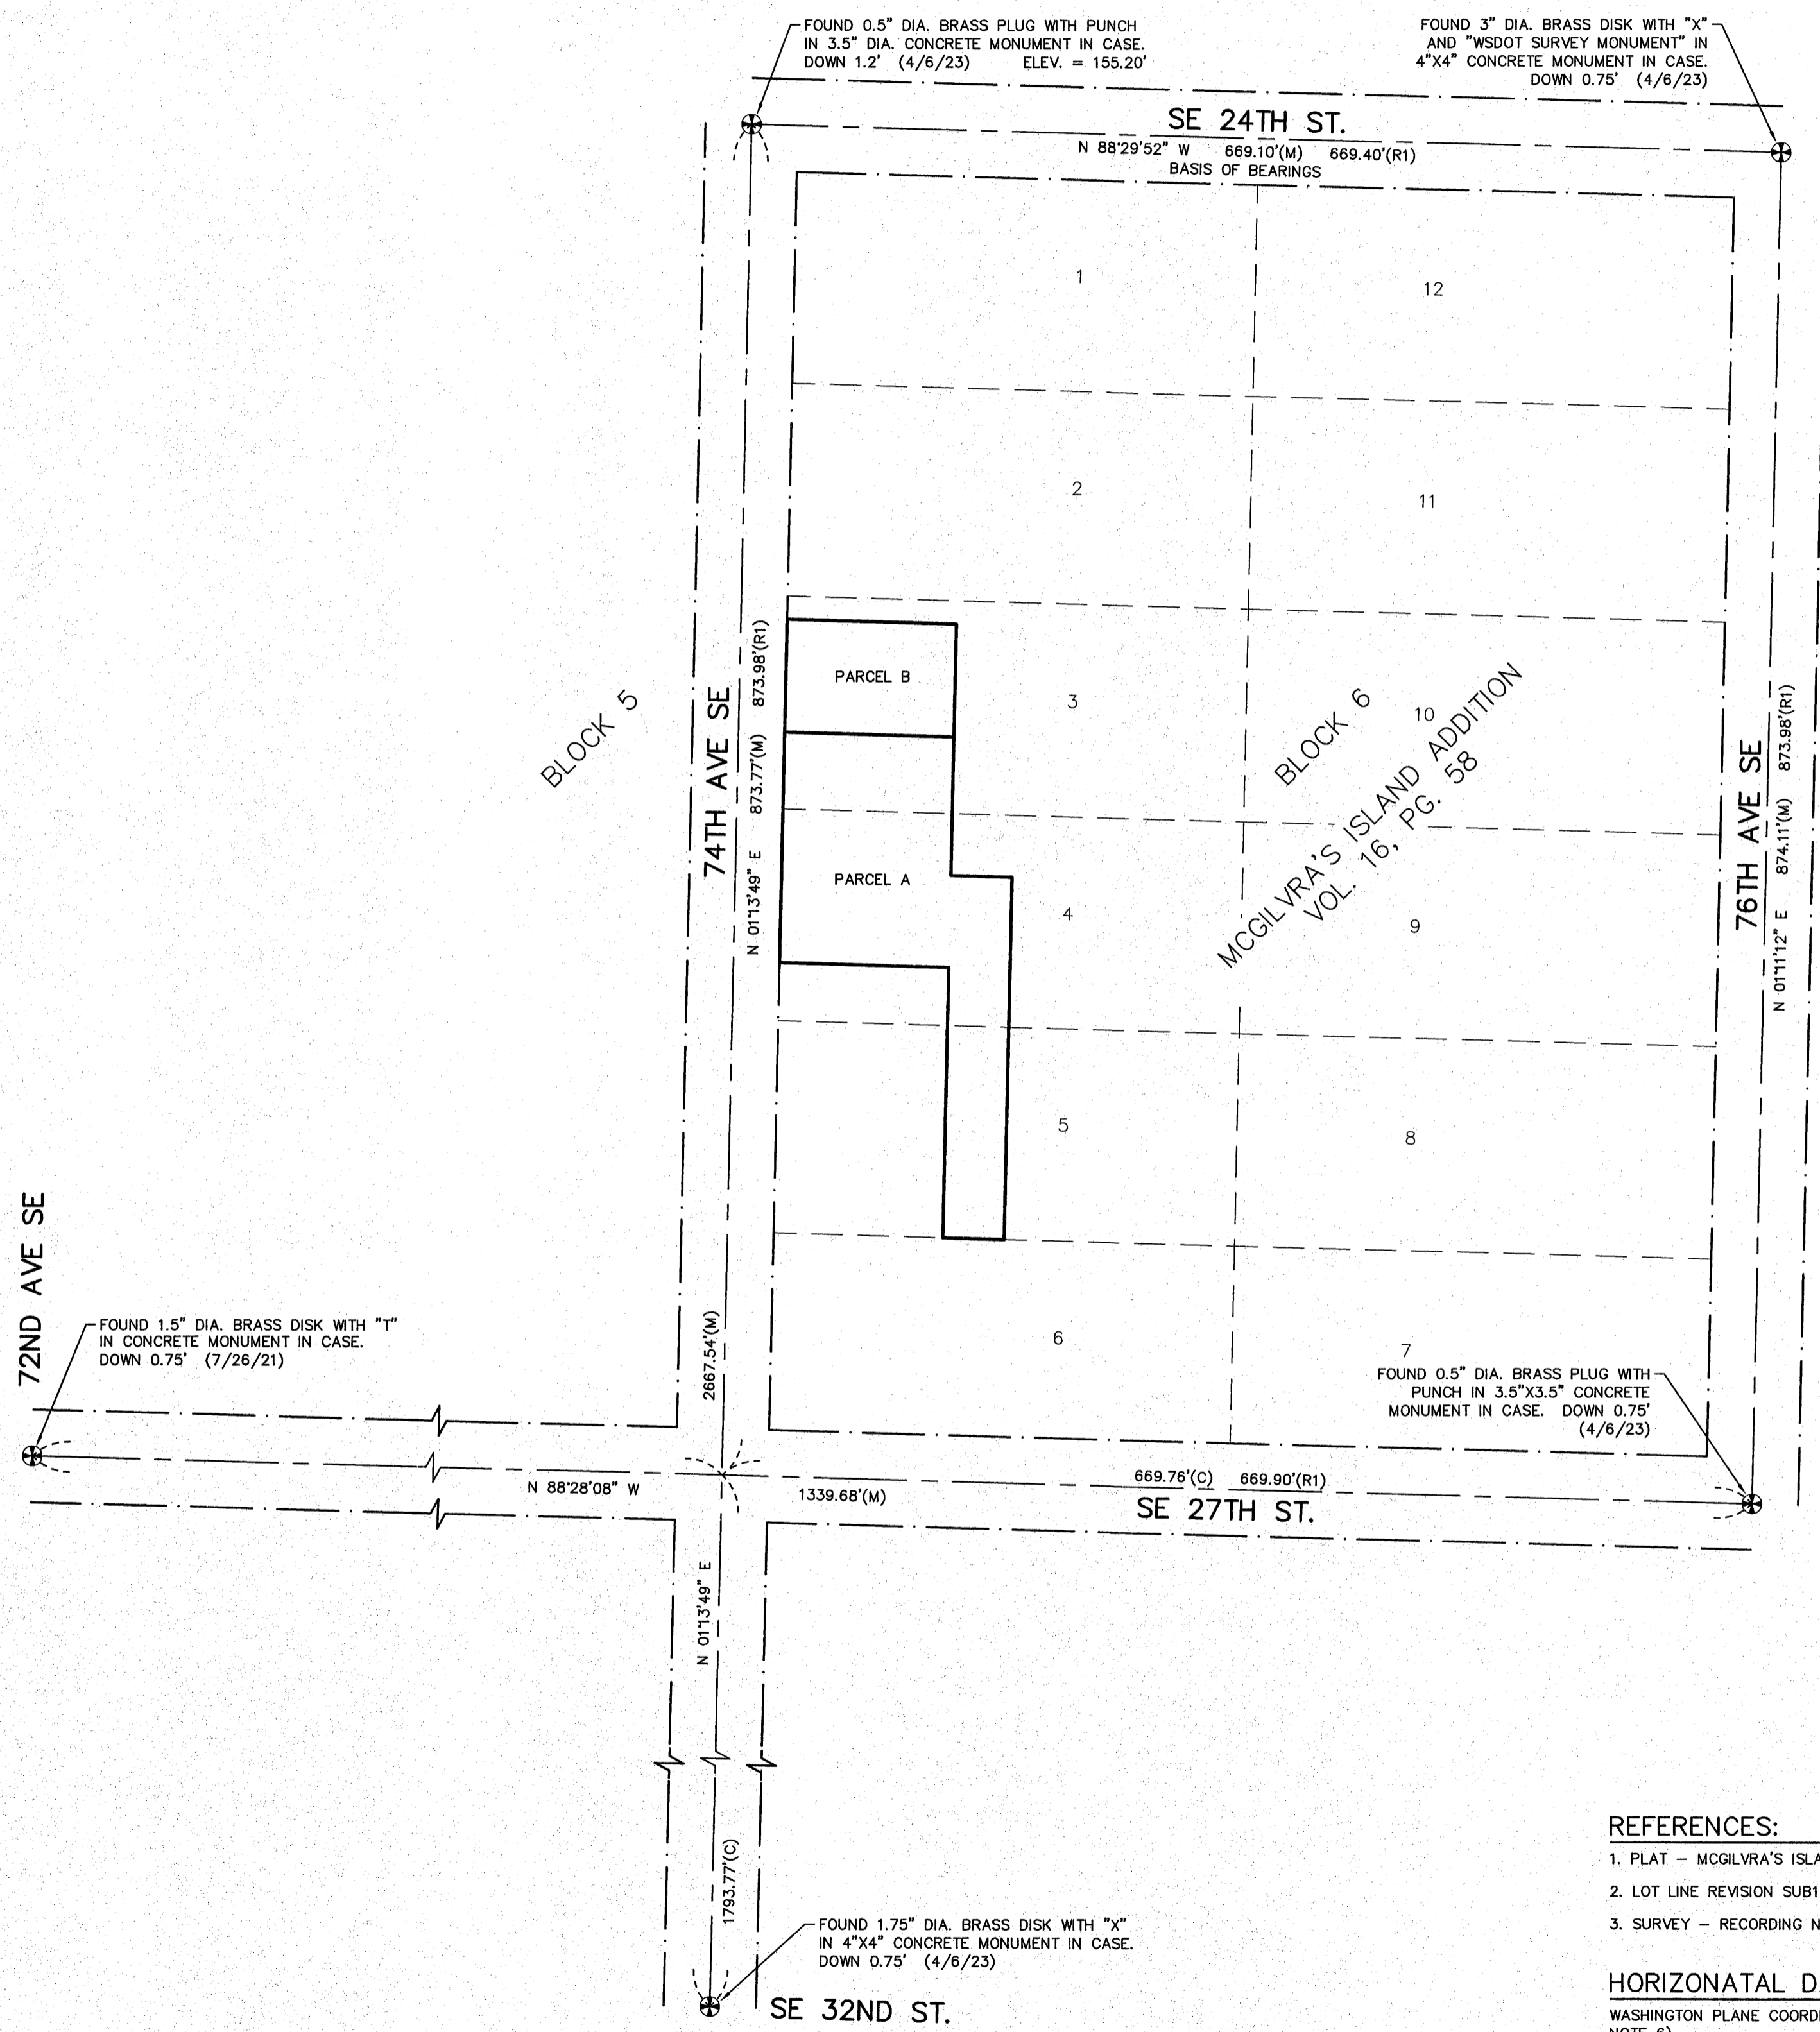 FOUND 0.5" DIA. BRASS PLUG WITH PUNCH
IN 3.5" DIA. CONCRETE MONUMENT IN CASE.
DOWN 1.2' (4/6/23) ELEV. = 155.20'
FOUND 3" DIA. BRASS DISK WITH "X"
AND "WSDOT SURVEY MONUMENT" IN
4"X4" CONCRETE MONUMENT IN CASE.
DOWN 0.75' (4/6/23)
SE 24TH ST.
N 88°29'52" W 669.10'(M) 669.40'(R1)
BASIS OF BEARINGS
1
12
2
11
PARCEL B
3
10
BLOCK 5
BLOCK 6
MCGILVRA'S ISLAND ADDITION
VOL. 16, PG. 58
74TH AVE SE
N 01°13'49" E 873.77'(M) 873.98'(R1)
76TH AVE SE
N 01°11'12" E 874.11'(M) 873.98'(R1)
PARCEL A
4
9
5
8
72ND AVE SE
FOUND 1.5" DIA. BRASS DISK WITH "T"
IN CONCRETE MONUMENT IN CASE.
DOWN 0.75' (7/26/21)
2667.54'(M)
6
7
FOUND 0.5" DIA. BRASS PLUG WITH
PUNCH IN 3.5"X3.5" CONCRETE
MONUMENT IN CASE. DOWN 0.75'
(4/6/23)
N 88°28'08" W
1339.68'(M)
669.76'(C) 669.90'(R1)
SE 27TH ST.
N 01°13'49" E
1793.77'(C)
FOUND 1.75" DIA. BRASS DISK WITH "X"
IN 4"X4" CONCRETE MONUMENT IN CASE.
DOWN 0.75' (4/6/23)
SE 32ND ST.
REFERENCES:
1. PLAT – MCGILVRA'S ISLA
2. LOT LINE REVISION SUB1
3. SURVEY – RECORDING N
HORIZONATAL D
WASHINGTON PLANE COORD
NOTE 6)